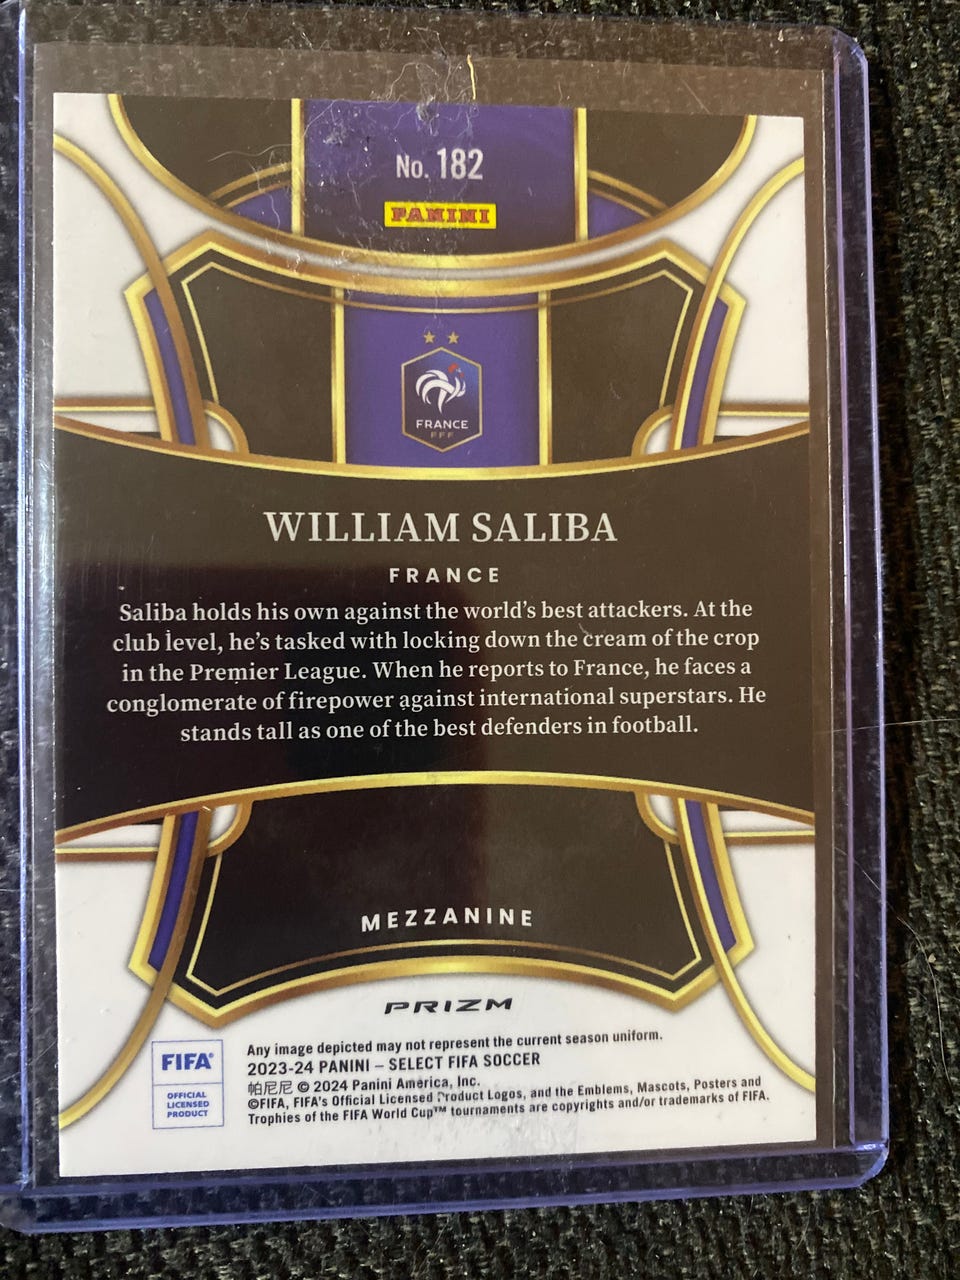 No. 182
PANINI
FRANCE
FFF
WILLIAM SALIBA
FRANCE
Saliba holds his own against the world's best attackers. At the
club level, he's tasked with locking down the cream of the crop
in the Premier League. When he reports to France, he faces a
conglomerate of firepower against international superstars. He
stands tall as one of the best defenders in football.
MEZZANINE
PRIZM
FIFA®
OFFICIAL
LICENSED
PRODUCT
Any image depicted may not represent the current season uniform.
2023-24 PANINI – SELECT FIFA SOCCER
帕尼尼 © 2024 Panini America, Inc.
©FIFA, FIFA's Official Licensed Product Logos, and the Emblems, Mascots, Posters and
Trophies of the FIFA World Cup™ tournaments are copyrights and/or trademarks of FIFA.